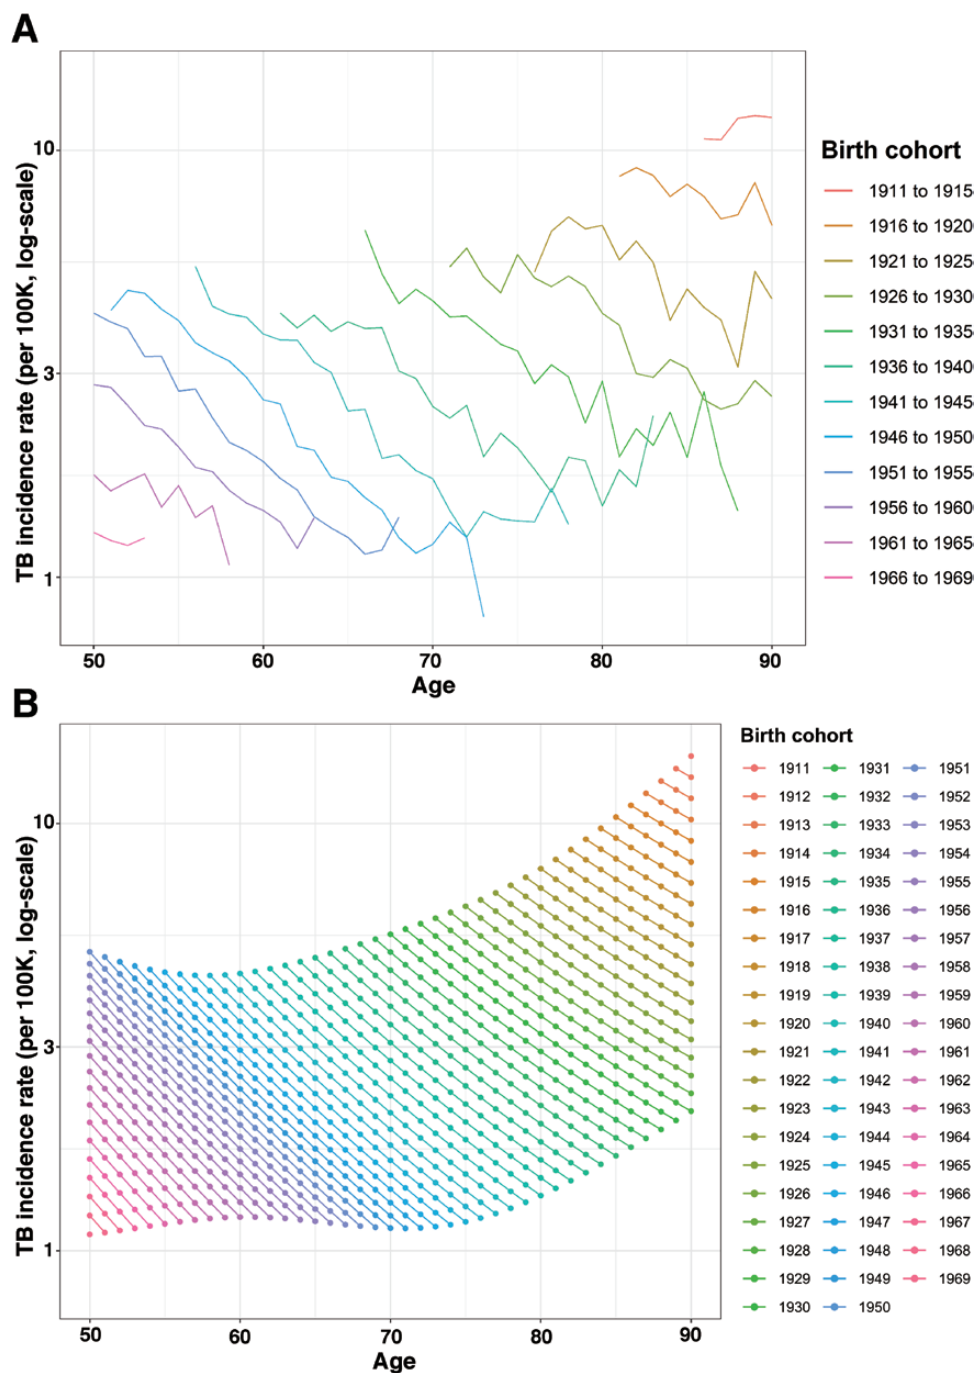 A
TB incidence rate (per 100K, log-scale)
10
3
1
50 60 70 80 90
Age
Birth cohort
1911 to 1915
1916 to 1920
1921 to 1925
1926 to 1930
1931 to 1935
1936 to 1940
1941 to 1945
1946 to 1950
1951 to 1955
1956 to 1960
1961 to 1965
1966 to 1969
B
TB incidence rate (per 100K, log-scale)
10
3
1
50 60 70 80 90
Age
Birth cohort
1911 1931 1951
1912 1932 1952
1913 1933 1953
1914 1934 1954
1915 1935 1955
1916 1936 1956
1917 1937 1957
1918 1938 1958
1919 1939 1959
1920 1940 1960
1921 1941 1961
1922 1942 1962
1923 1943 1963
1924 1944 1964
1925 1945 1965
1926 1946 1966
1927 1947 1967
1928 1948 1968
1929 1949 1969
1930 1950